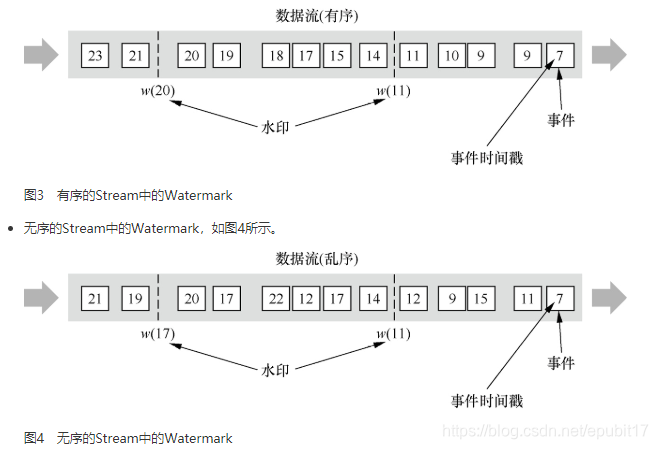 数据流(有序)
23 21 20 19 18 17 15 14 11 10 9 9 7
w(20) w(11)
水印
事件
事件时间戳
图3 有序的Stream中的Watermark
• 无序的Stream中的Watermark，如图4所示。
数据流(乱序)
21 19 20 17 22 12 17 14 12 9 15 11 7
w(17) w(11)
水印
事件
事件时间戳
https://blog.csdn.net/epubit17
图4 无序的Stream中的Watermark